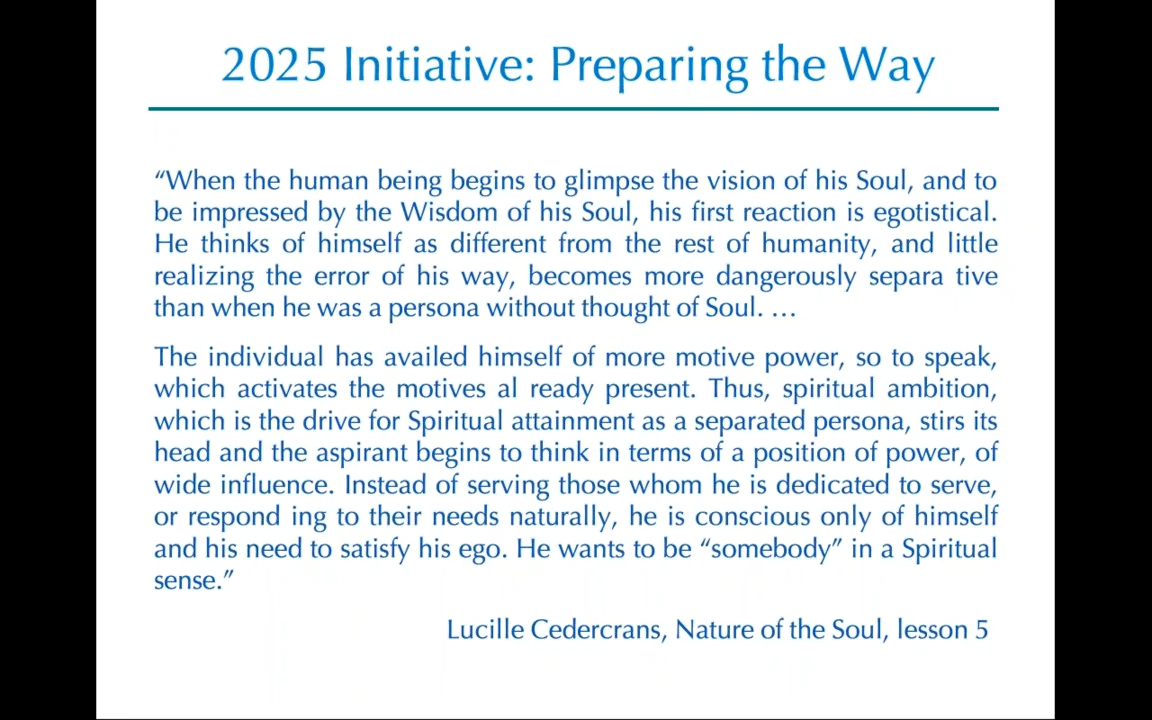 2025 Initiative: Preparing the Way
“When the human being begins to glimpse the vision of his Soul, and to
be impressed by the Wisdom of his Soul, his first reaction is egotistical.
He thinks of himself as different from the rest of humanity, and little
realizing the error of his way, becomes more dangerously separa tive
than when he was a persona without thought of Soul. …
The individual has availed himself of more motive power, so to speak,
which activates the motives al ready present. Thus, spiritual ambition,
which is the drive for Spiritual attainment as a separated persona, stirs its
head and the aspirant begins to think in terms of a position of power, of
wide influence. Instead of serving those whom he is dedicated to serve,
or respond ing to their needs naturally, he is conscious only of himself
and his need to satisfy his ego. He wants to be “somebody” in a Spiritual
sense.”
Lucille Cedercrans, Nature of the Soul, lesson 5